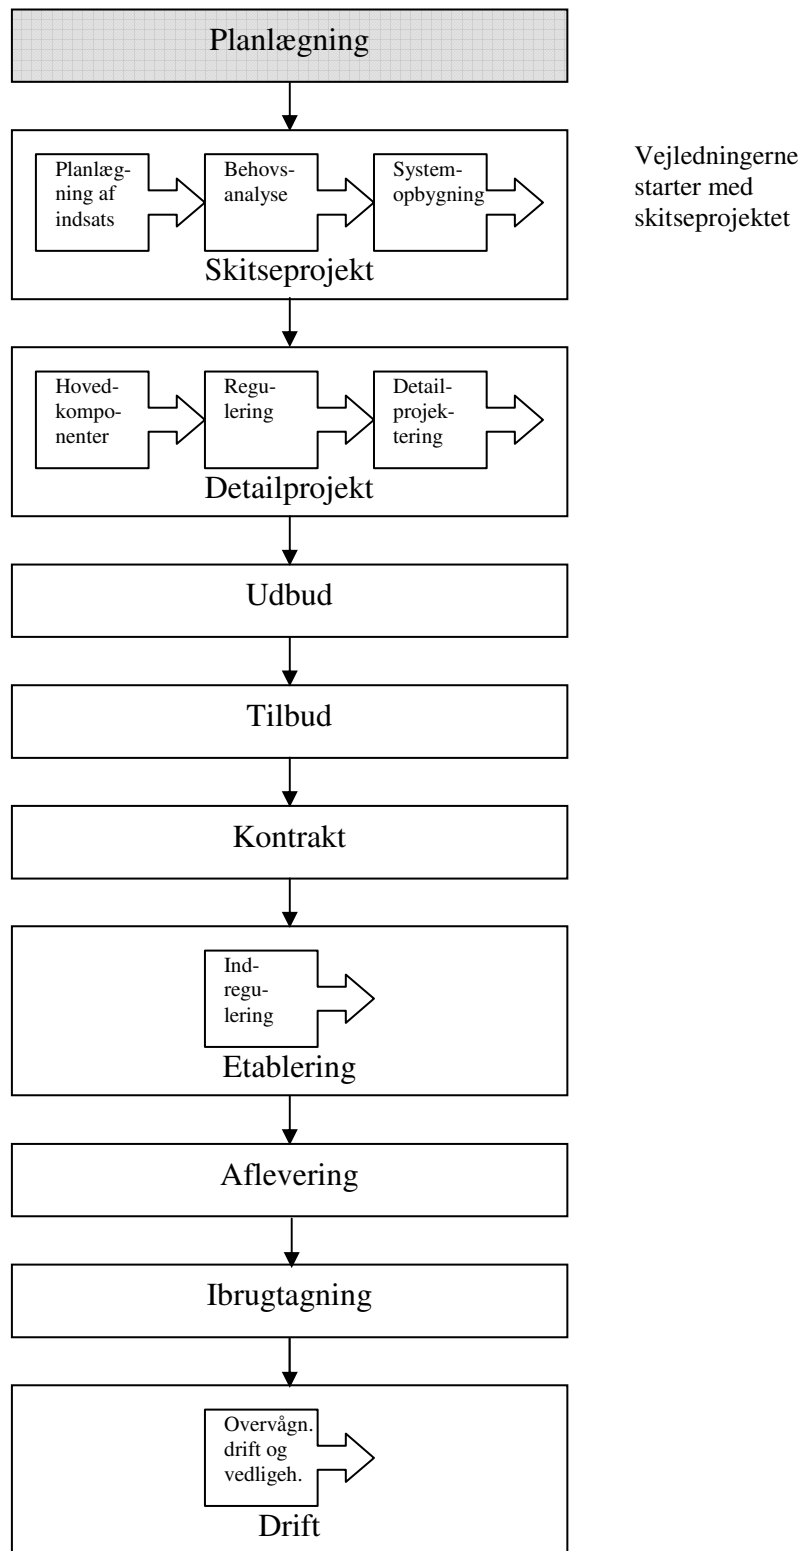 Planlægning
Planlæg-
ning af
indsats
Behovs-
analyse
System-
opbygning
Skitseprojekt
Vejledningerne
starter med
skitseprojektet
Hoved-
kompo-
nenter
Regu-
lering
Detail-
projek-
tering
Detailprojekt
Udbud
Tilbud
Kontrakt
Ind-
regu-
lering
Etablering
Aflevering
Ibrugtagning
Overvågn.
drift og
vedligeh.
Drift